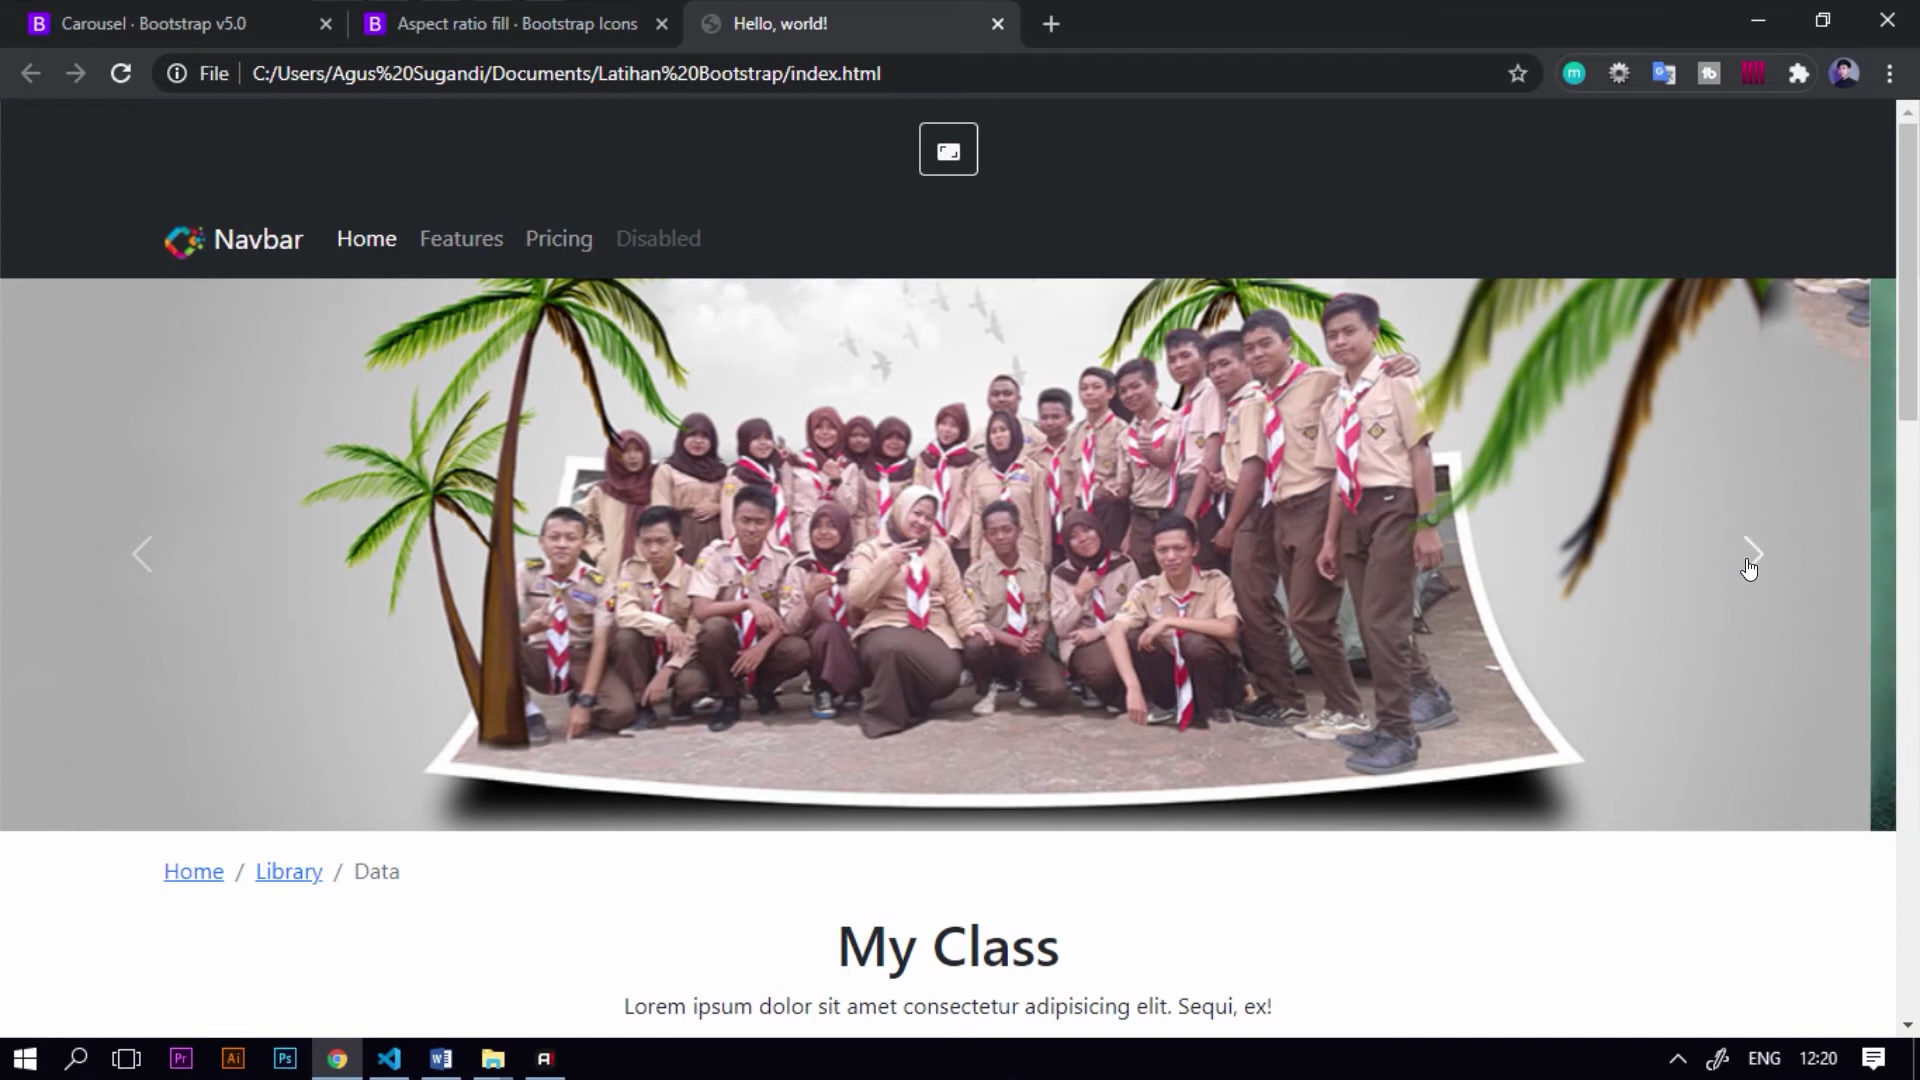 Carousel · Bootstrap v5.0
Aspect ratio fill · Bootstrap Icons
Hello, world!
File
C:/Users/Agus%20Sugandi/Documents/Latihan%20Bootstrap/index.html
Navbar Home Features Pricing Disabled
Home / Library / Data
My Class
Lorem ipsum dolor sit amet consectetur adipisicing elit. Sequi, ex!
ENG 12:20